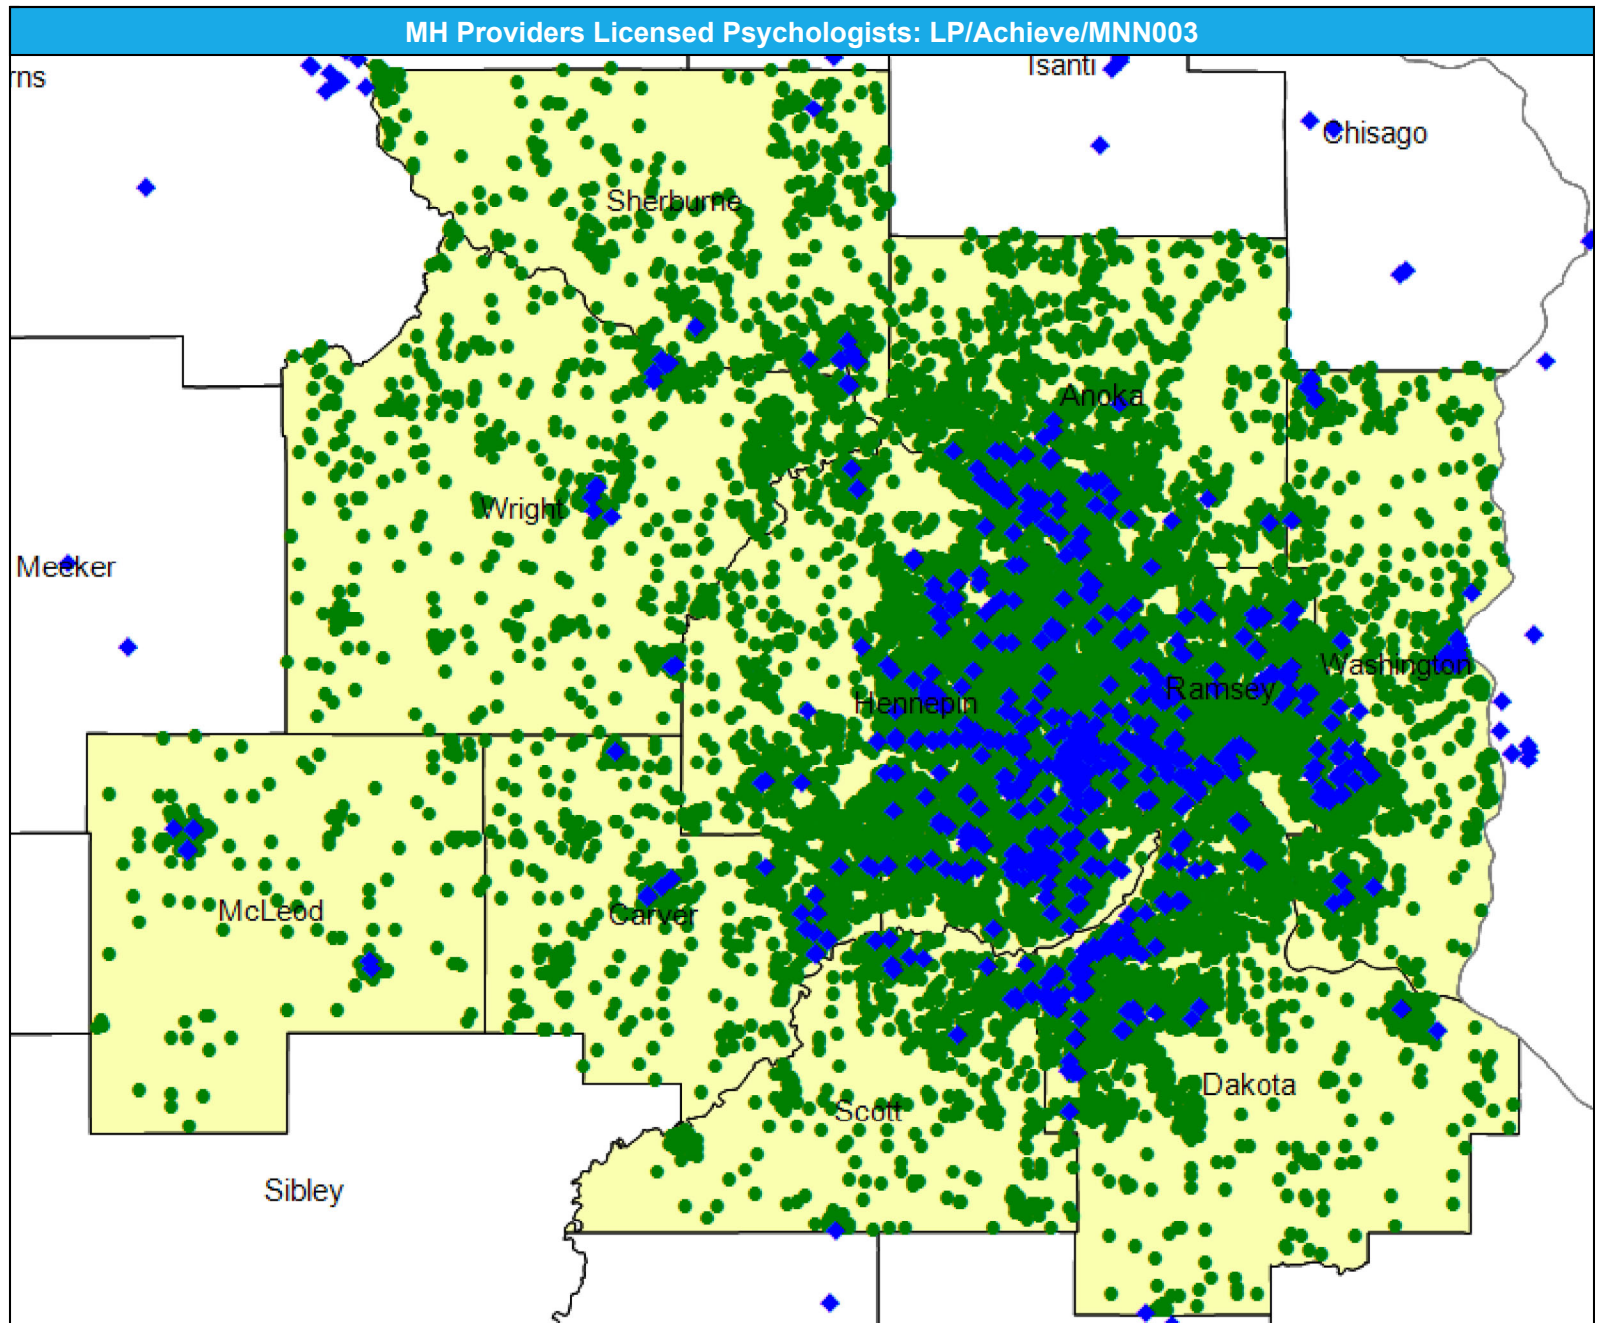 MH Providers Licensed Psychologists: LP/Achieve/MNN003
rns
Isanti
Chisago
Sherburne
Anoka
Wright
Meeker
Washington
Ramsey
Hennepin
McLeod
Carver
Dakota
Scott
Sibley